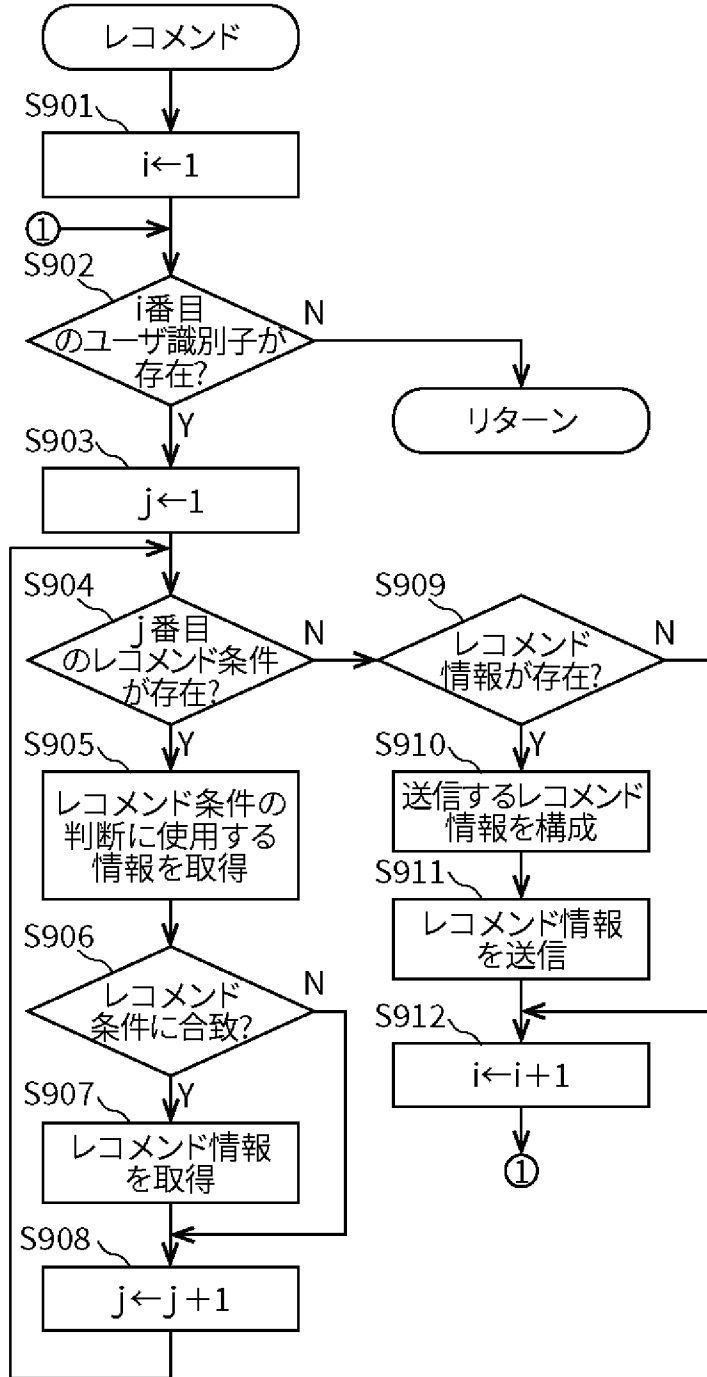 レコメンド
S901
i←1
①
S902
i番目
のユーザ識別子が
存在?
N
Y
リターン
S903
j←1
S904
j番目
のレコメンド条件
が存在?
N
Y
S909
レコメンド
情報が存在?
N
Y
S905
レコメンド条件の
判断に使用する
情報を取得
S910
送信するレコメンド
情報を構成
S911
レコメンド情報
を送信
S906
レコメンド
条件に合致?
N
Y
S912
i←i+1
①
S907
レコメンド情報
を取得
S908
j←j+1